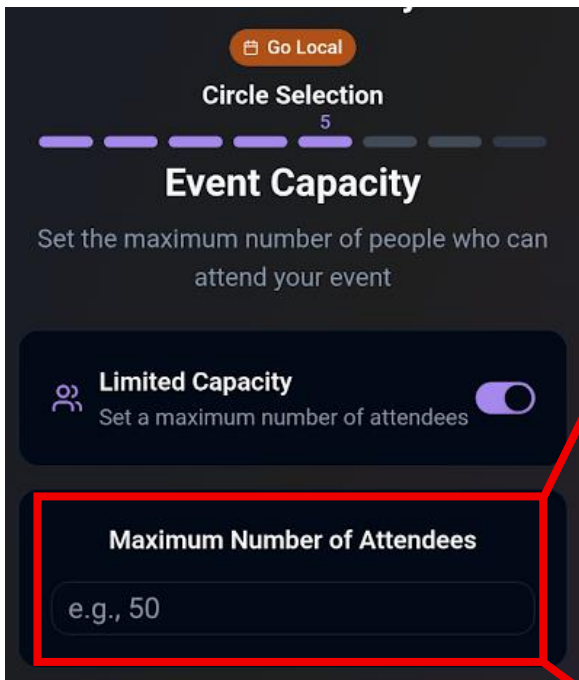 Go Local
Circle Selection
5
Event Capacity
Set the maximum number of people who can
attend your event
Limited Capacity
Set a maximum number of attendees
Maximum Number of Attendees
e.g., 50